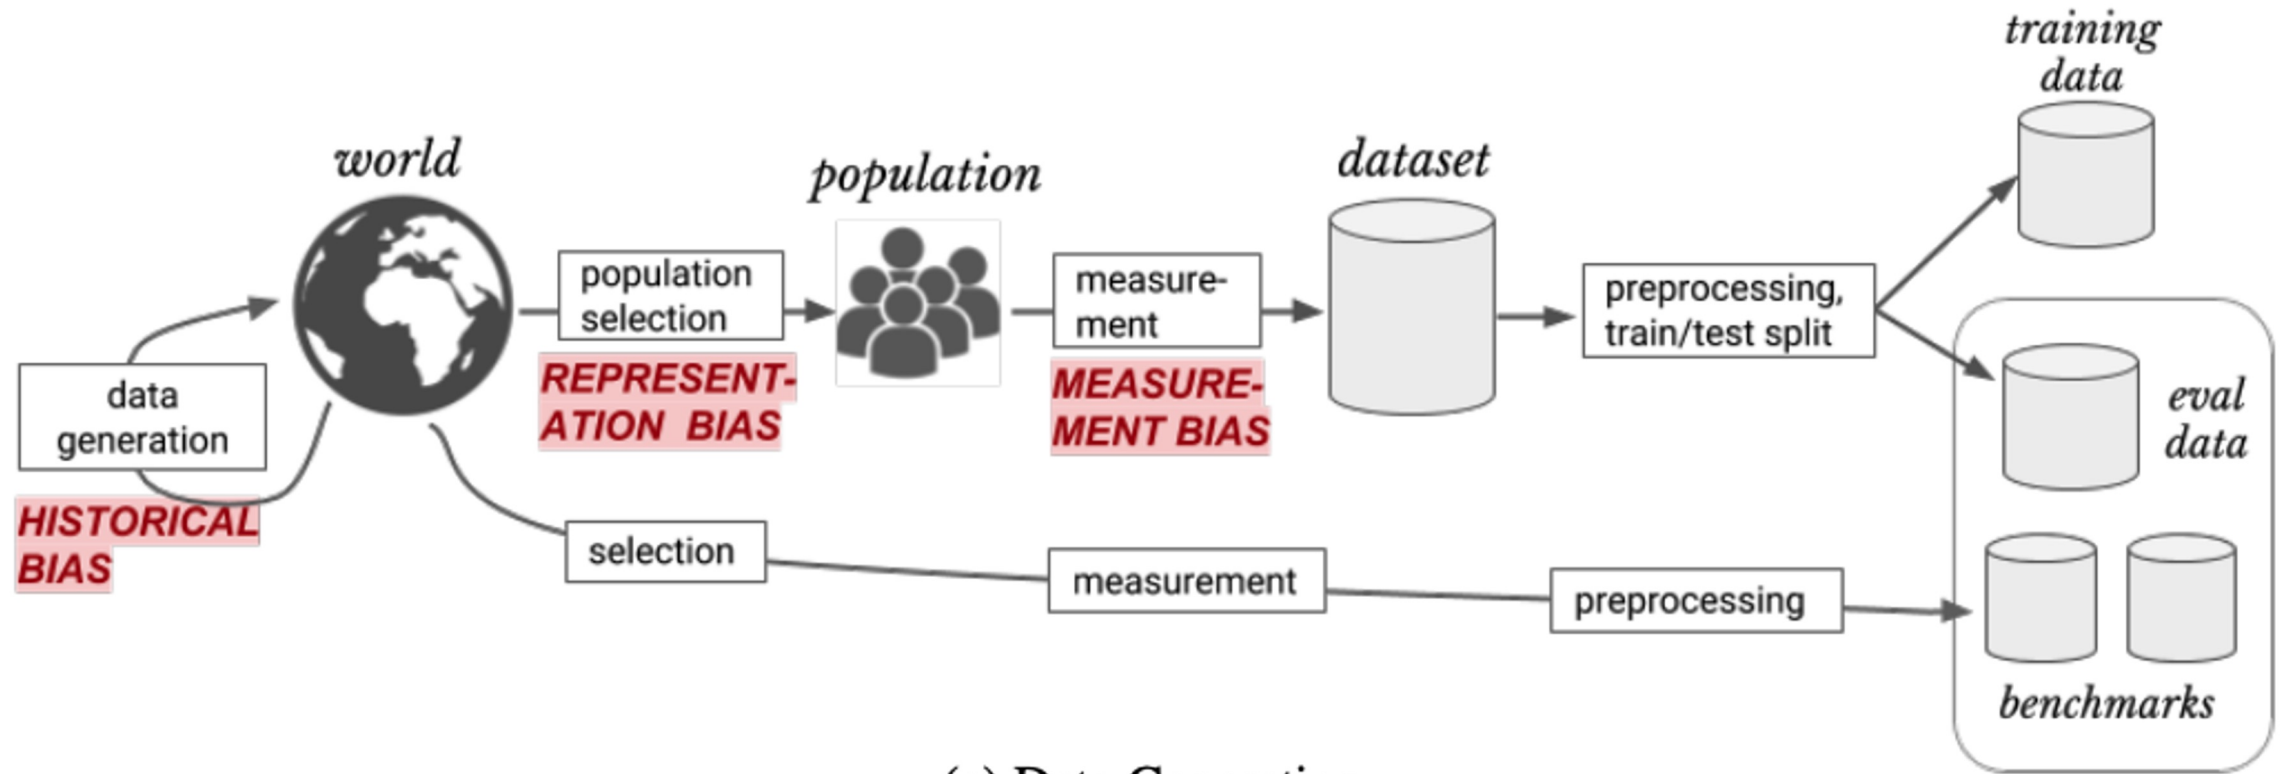 training
data
world
population
dataset
population
selection
measure-
ment
preprocessing,
train/test split
REPRESENT-
ATION BIAS
MEASURE-
MENT BIAS
data
generation
eval
data
HISTORICAL
BIAS
selection
measurement
preprocessing
benchmarks